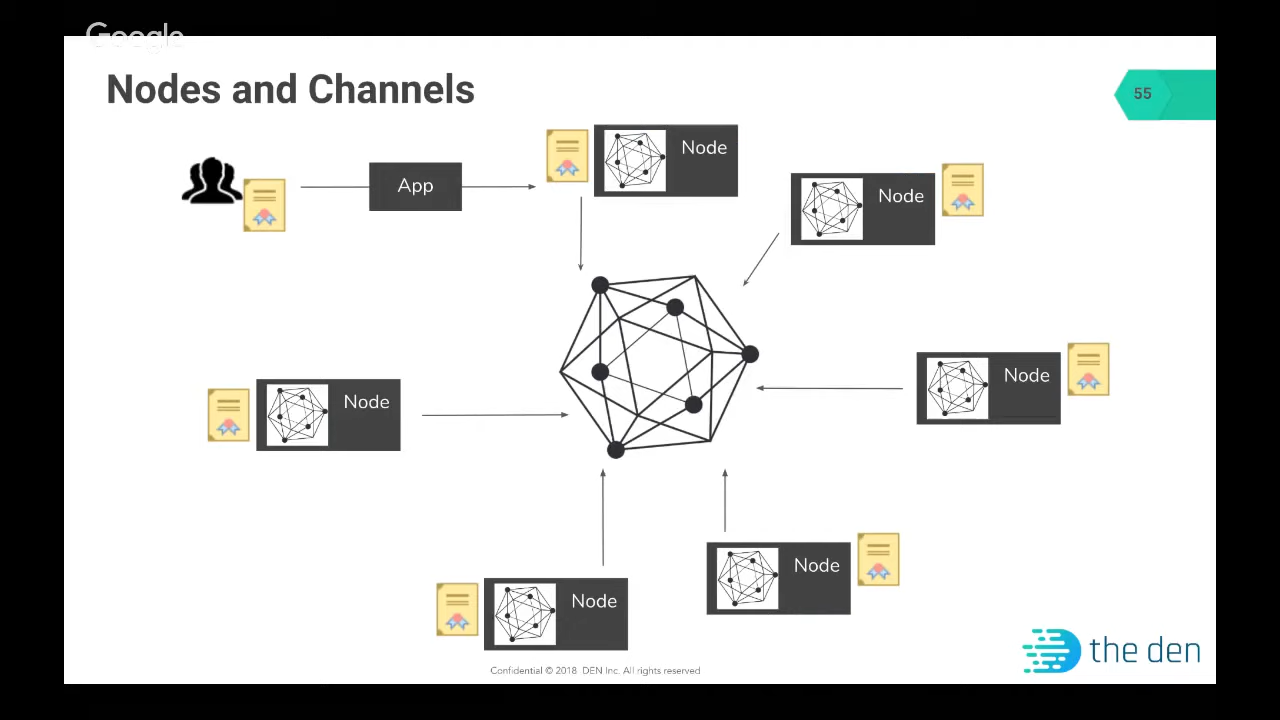 Google
Nodes and Channels
55
App
Node
Node
Node
Node
Node
Node
Confidential © 2018 DEN Inc. All rights reserved
the den